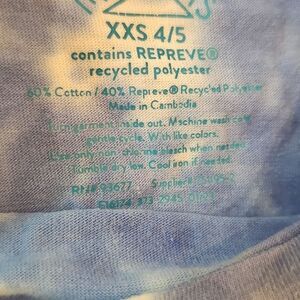 XXS 4/5
contains REPREVE®
recycled polyester
60% Cotton / 40% Repreve® Recycled Polyester
Made in Cambodia
Turn garment inside out. Machine wash cold
gentle cycle. With like colors.
Use only non-chlorine bleach when needed.
Tumble dry low. Cool iron if needed.
RN# 93677